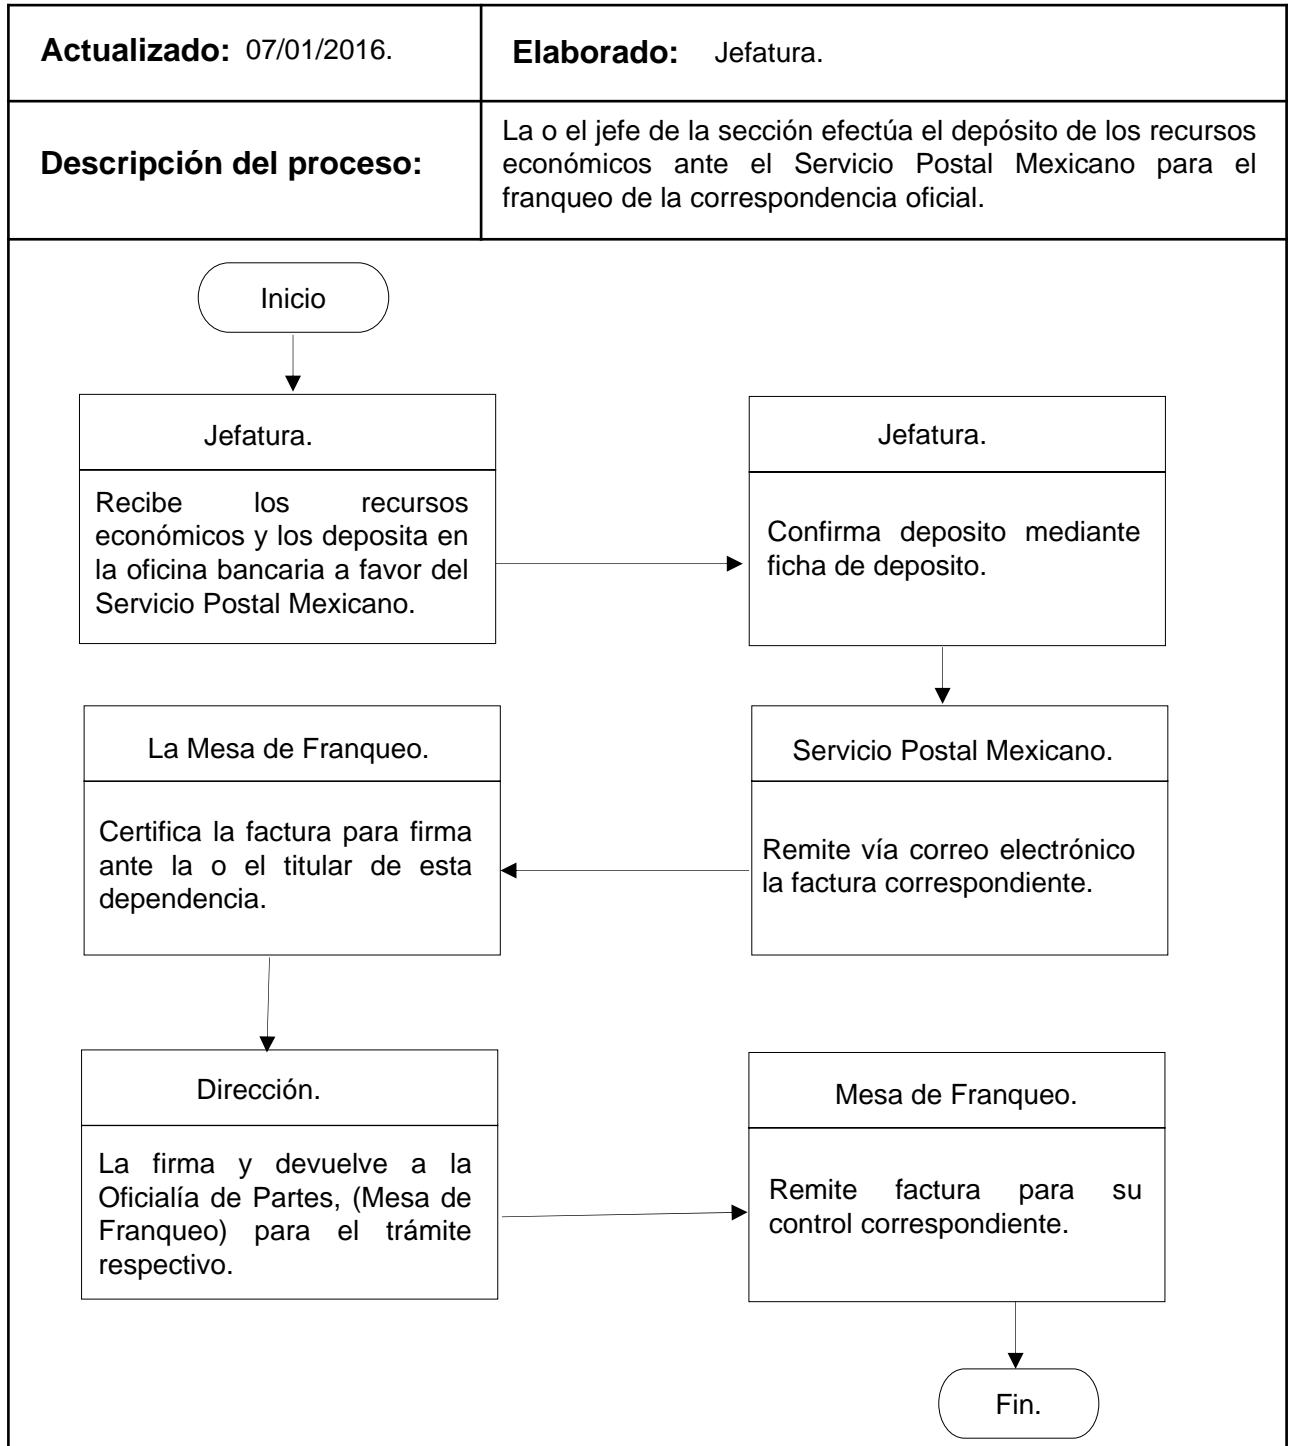 Actualizado: 07/01/2016.
Elaborado: Jefatura.
Descripción del proceso:
La o el jefe de la sección efectúa el depósito de los recursos
económicos ante el Servicio Postal Mexicano para el
franqueo de la correspondencia oficial.
Inicio
Jefatura.
Recibe los recursos
económicos y los deposita en
la oficina bancaria a favor del
Servicio Postal Mexicano.
Jefatura.
Confirma deposito mediante
ficha de deposito.
Servicio Postal Mexicano.
Remite vía correo electrónico
la factura correspondiente.
La Mesa de Franqueo.
Certifica la factura para firma
ante la o el titular de esta
dependencia.
Dirección.
La firma y devuelve a la
Oficialía de Partes, (Mesa de
Franqueo) para el trámite
respectivo.
Mesa de Franqueo.
Remite factura para su
control correspondiente.
Fin.